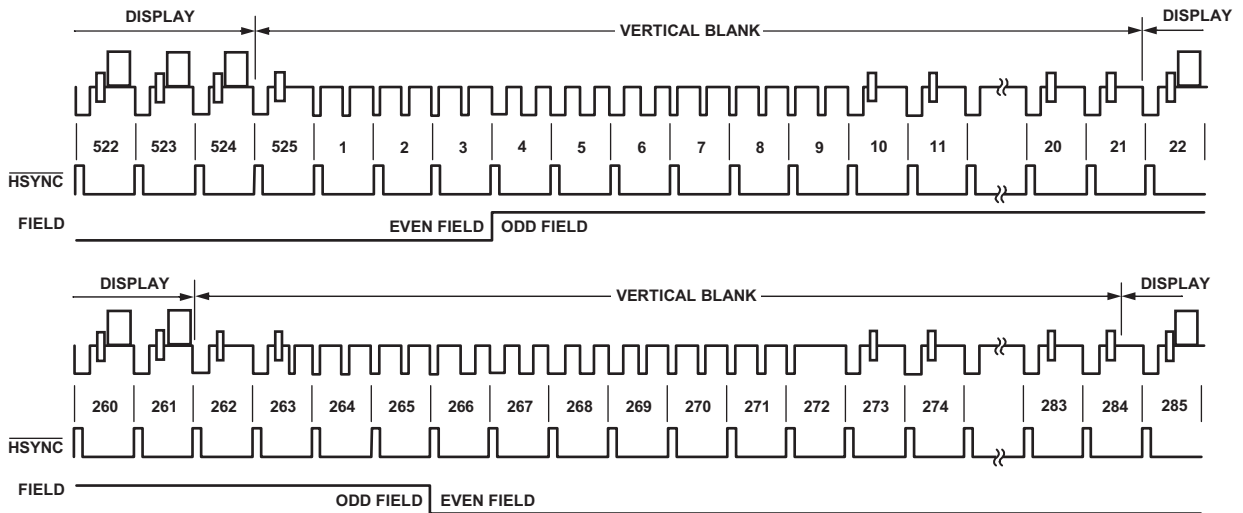 DISPLAY VERTICAL BLANK DISPLAY
522 523 524 525 1 2 3 4 5 6 7 8 9 10 11 20 21 22
HSYNC
FIELD EVEN FIELD ODD FIELD
DISPLAY VERTICAL BLANK DISPLAY
260 261 262 263 264 265 266 267 268 269 270 271 272 273 274 283 284 285
HSYNC
FIELD ODD FIELD EVEN FIELD